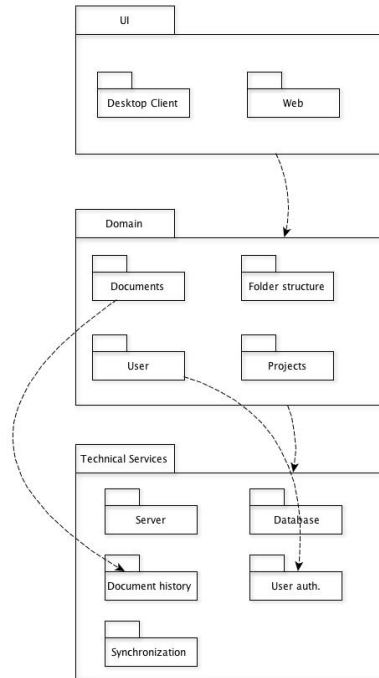 UI
Desktop Client
Web
Domain
Documents
Folder structure
User
Projects
Technical Services
Server
Database
Document history
User auth.
Synchronization